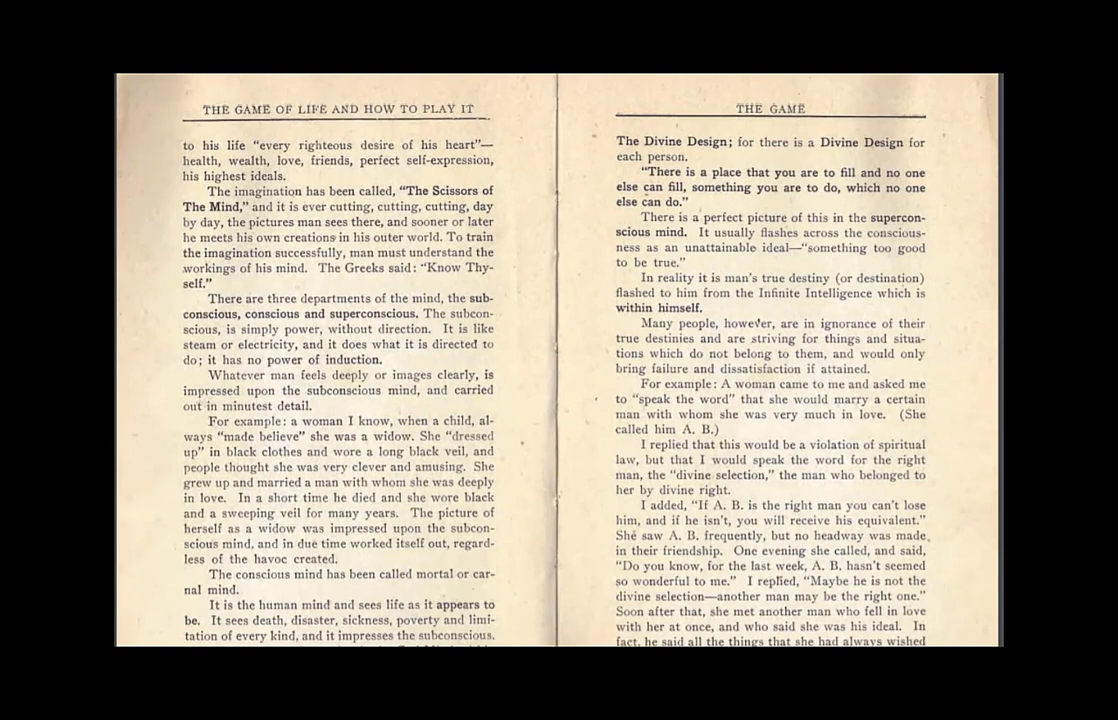 THE GAME OF LIFE AND HOW TO PLAY IT
to his life "every righteous desire of his heart"—
health, wealth, love, friends, perfect self-expression,
his highest ideals.
The imagination has been called, "The Scissors of
The Mind," and it is ever cutting, cutting, cutting, day
by day, the pictures man sees there, and sooner or later
he meets his own creations in his outer world. To train
the imagination successfully, man must understand the
workings of his mind. The Greeks said: "Know Thy-
self."
There are three departments of the mind, the sub-
conscious, conscious and superconscious. The subcon-
scious, is simply power, without direction. It is like
steam or electricity, and it does what it is directed to
do; it has no power of induction.
Whatever man feels deeply or images clearly, is
impressed upon the subconscious mind, and carried
out in minutest detail.
For example: a woman I know, when a child, al-
ways "made believe" she was a widow. She "dressed
up" in black clothes and wore a long black veil, and
people thought she was very clever and amusing. She
grew up and married a man with whom she was deeply
in love. In a short time he died and she wore black
and a sweeping veil for many years. The picture of
herself as a widow was impressed upon the subcon-
scious mind, and in due time worked itself out, regard-
less of the havoc created.
The conscious mind has been called mortal or car-
nal mind.
It is the human mind and sees life as it appears to
be. It sees death, disaster, sickness, poverty and limi-
tation of every kind, and it impresses the subconscious.
THE GAME
The Divine Design; for there is a Divine Design for
each person.
"There is a place that you are to fill and no one
else can fill, something you are to do, which no one
else can do."
There is a perfect picture of this in the supercon-
scious mind. It usually flashes across the conscious-
ness as an unattainable ideal—"something too good
to be true."
In reality it is man's true destiny (or destination)
flashed to him from the Infinite Intelligence which is
within himself.
Many people, however, are in ignorance of their
true destinies and are striving for things and situa-
tions which do not belong to them, and would only
bring failure and dissatisfaction if attained.
For example: A woman came to me and asked me
to "speak the word" that she would marry a certain
man with whom she was very much in love. (She
called him A. B.)
I replied that this would be a violation of spiritual
law, but that I would speak the word for the right
man, the "divine selection," the man who belonged to
her by divine right.
I added, "If A. B. is the right man you can't lose
him, and if he isn't, you will receive his equivalent."
She saw A. B. frequently, but no headway was made
in their friendship. One evening she called, and said,
"Do you know, for the last week, A. B. hasn't seemed
so wonderful to me." I replied, "Maybe he is not the
divine selection—another man may be the right one."
Soon after that, she met another man who fell in love
with her at once, and who said she was his ideal. In
fact, he said all the things that she had always wished